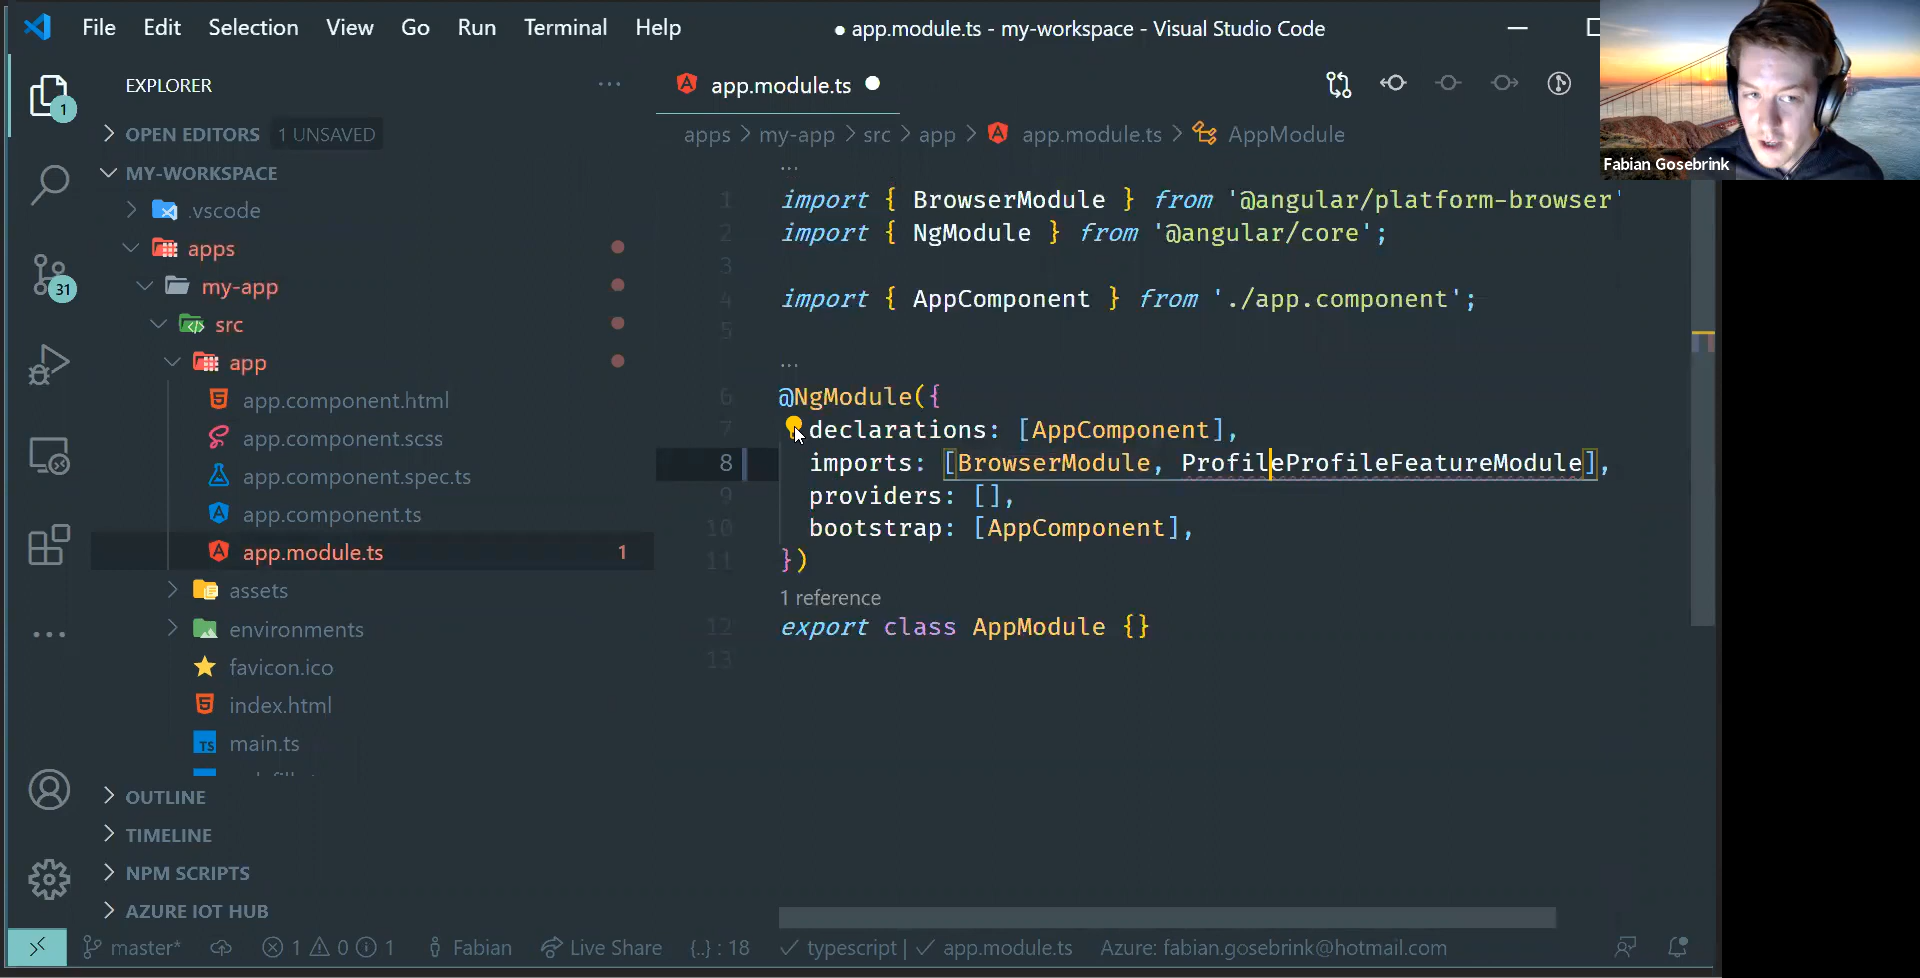 File Edit Selection View Go Run Terminal Help
● app.module.ts - my-workspace - Visual Studio Code
Fabian Gosebrink
1
31
EXPLORER
OPEN EDITORS 1 UNSAVED
MY-WORKSPACE
.vscode
apps
my-app
src
app
app.component.html
app.component.scss
app.component.spec.ts
app.component.ts
app.module.ts 1
assets
environments
favicon.ico
index.html
main.ts
OUTLINE
TIMELINE
NPM SCRIPTS
AZURE IOT HUB
app.module.ts
apps > my-app > src > app > app.module.ts > AppModule
1 import { BrowserModule } from '@angular/platform-browser'
2 import { NgModule } from '@angular/core';
3
4 import { AppComponent } from './app.component';
5
6 @NgModule({
7 declarations: [AppComponent],
8 imports: [BrowserModule, ProfileProfileFeatureModule],
9 providers: [],
10 bootstrap: [AppComponent],
11 })
1 reference
12 export class AppModule {}
13
master* 1 0 1 Fabian Live Share {..} : 18 typescript | app.module.ts Azure: fabian.gosebrink@hotmail.com